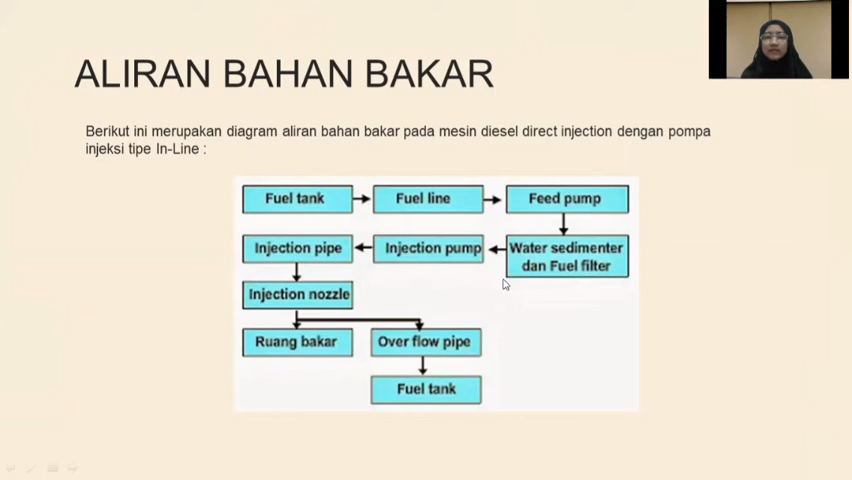 ALIRAN BAHAN BAKAR
Berikut ini merupakan diagram aliran bahan bakar pada mesin diesel direct injection dengan pompa
injeksi tipe In-Line :
Fuel tank
Fuel line
Feed pump
Injection pipe
Injection pump
Water sedimenter
dan Fuel filter
Injection nozzle
Ruang bakar
Over flow pipe
Fuel tank